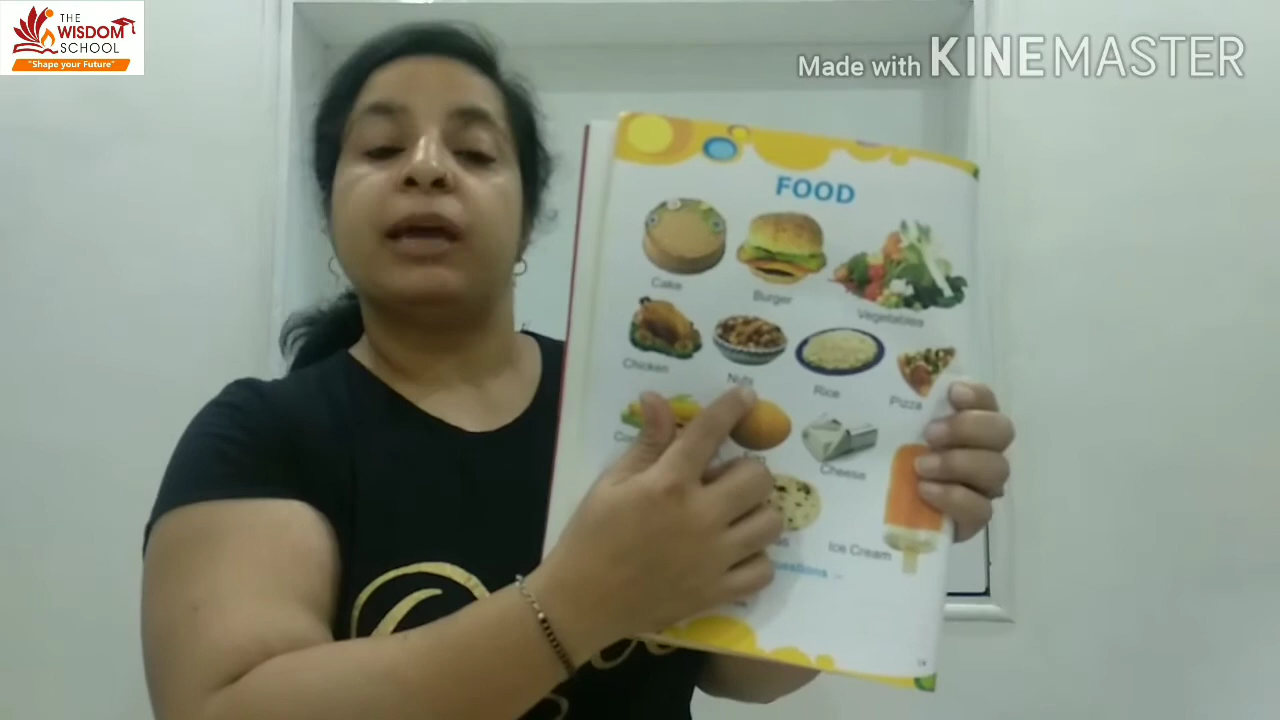 THE
WISDOM
SCHOOL
"Shape your Future"
Made with KINEMASTER
FOOD
Cake
Burger
Vegetables
Chicken
Nuts
Rice
Pizza
Cheese
Ice Cream